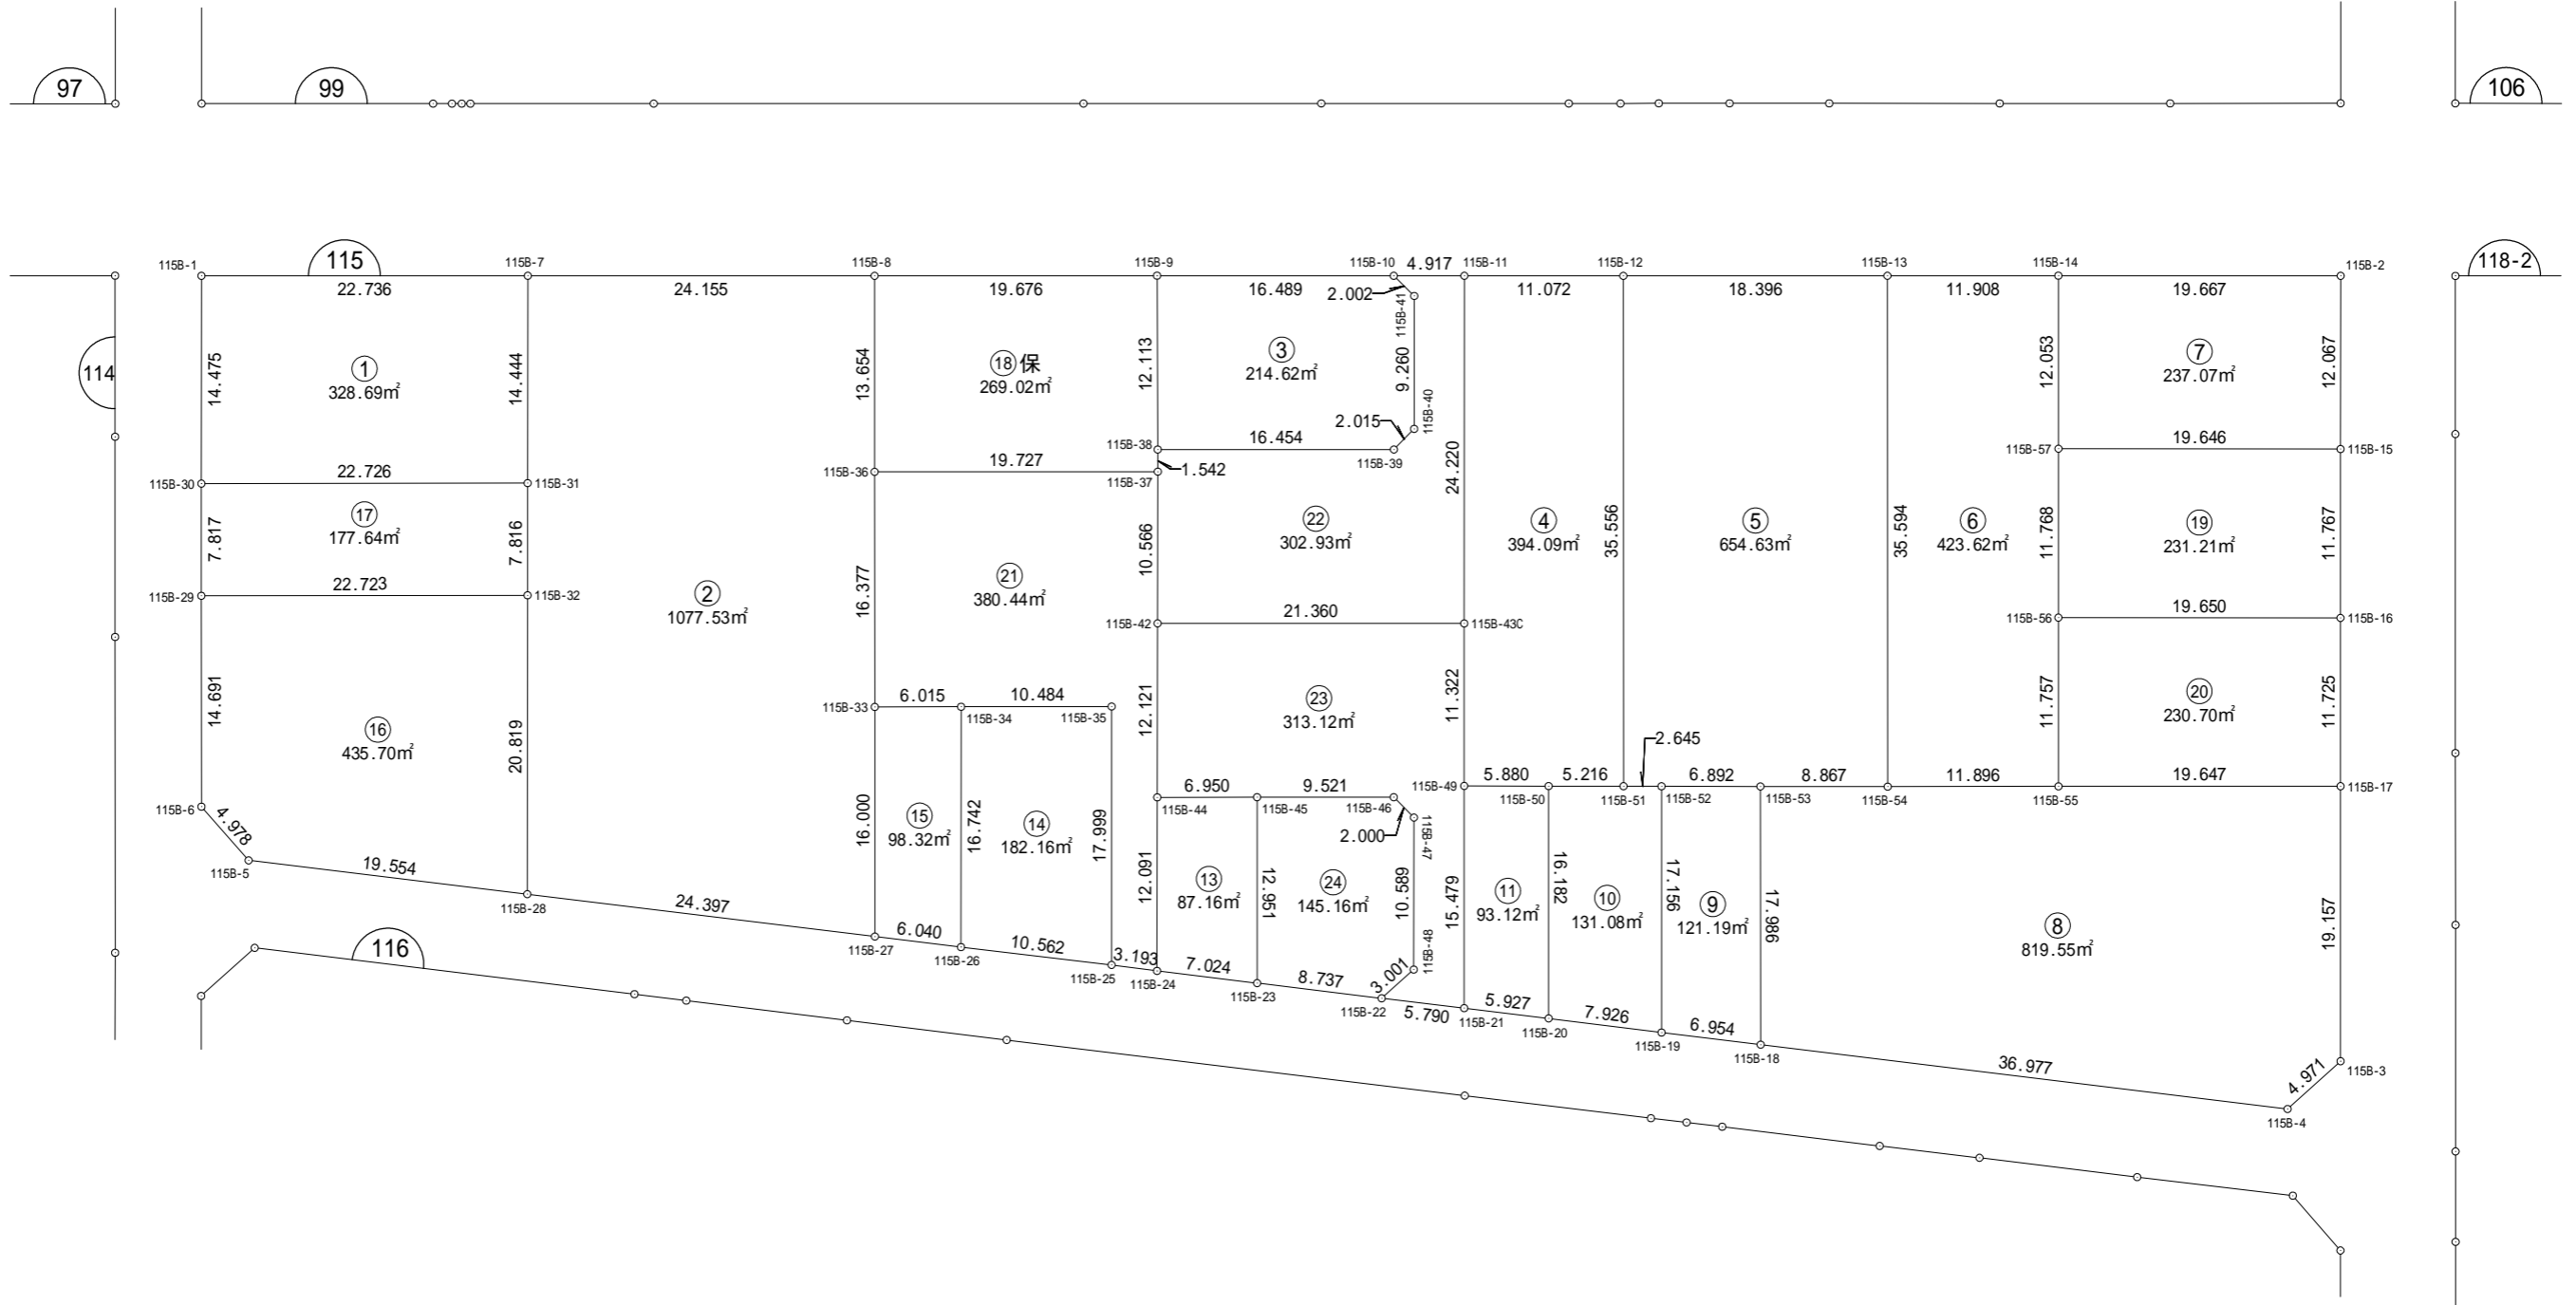 97
99
106
115
118-2
114
116
115B-1
115B-7
115B-8
115B-9
115B-10
4.917
115B-11
115B-12
115B-13
115B-14
115B-2
22.736
24.155
19.676
16.489
2.002
115B-41
11.072
18.396
11.908
19.667
14.475
①
328.69㎡
14.444
13.654
⑱保
269.02㎡
12.113
③
214.62㎡
9.260
115B-40
2.015
12.053
⑦
237.07㎡
12.067
115B-38
16.454
115B-39
115B-57
19.646
115B-15
115B-36
19.727
1.542
115B-37
24.220
115B-30
22.726
115B-31
⑰
177.64㎡
7.817
7.816
10.566
㉒
302.93㎡
④
394.09㎡
35.556
⑤
654.63㎡
35.594
⑥
423.62㎡
11.768
⑲
231.21㎡
11.767
115B-29
22.723
115B-32
②
1077.53㎡
16.377
㉑
380.44㎡
115B-42
21.360
115B-43C
115B-56
19.650
115B-16
14.691
⑯
435.70㎡
20.819
115B-33
6.015
115B-34
10.484
115B-35
12.121
㉓
313.12㎡
11.322
11.757
⑳
230.70㎡
11.725
2.645
115B-6
4.978
115B-5
19.554
115B-28
16.000
⑮
98.32㎡
16.742
⑭
182.16㎡
17.999
115B-44
6.950
115B-45
9.521
115B-46
2.000
115B-47
115B-49
5.880
115B-50
5.216
115B-51
115B-52
6.892
115B-53
8.867
115B-54
11.896
115B-55
19.647
115B-17
12.091
⑬
87.16㎡
12.951
㉔
145.16㎡
10.589
115B-48
15.479
⑪
93.12㎡
16.182
⑩
131.08㎡
17.156
⑨
121.19㎡
17.986
⑧
819.55㎡
19.157
24.397
115B-27
6.040
115B-26
10.562
115B-25
3.193
115B-24
7.024
115B-23
8.737
3.001
115B-22
5.790
115B-21
5.927
115B-20
7.926
115B-19
6.954
115B-18
36.977
4.971
115B-3
115B-4